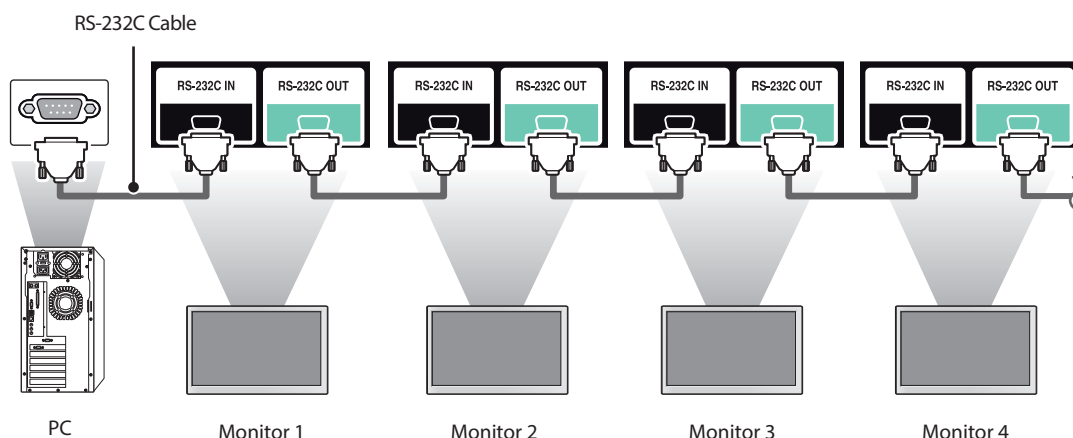 RS-232C Cable
RS-232C IN RS-232C OUT RS-232C IN RS-232C OUT RS-232C IN RS-232C OUT RS-232C IN RS-232C OUT
PC Monitor 1 Monitor 2 Monitor 3 Monitor 4